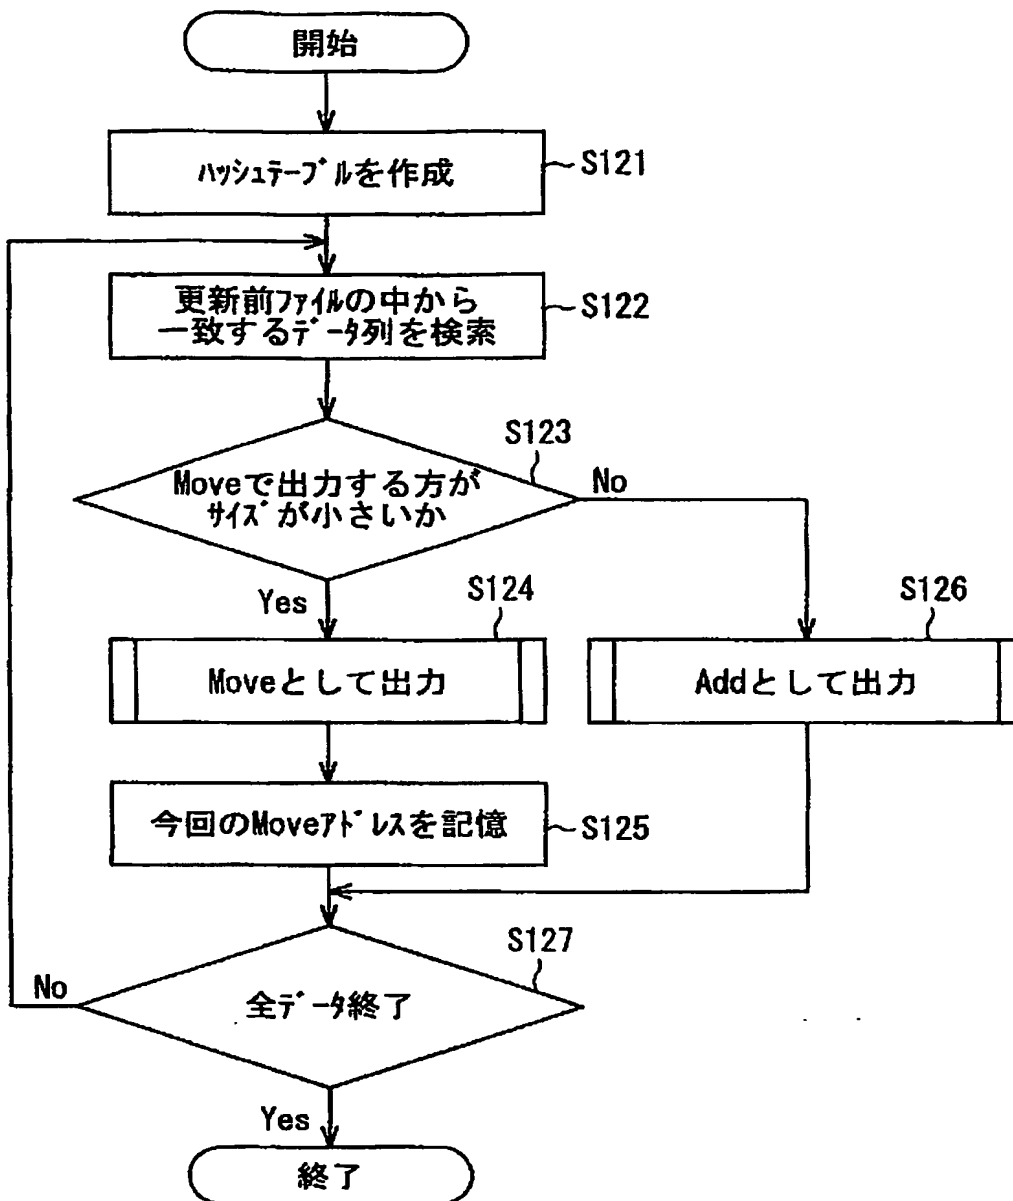 開始
ﾊｯｼｭﾃｰﾌﾞﾙを作成
S121
更新前ﾌｧｲﾙの中から
一致するﾃﾞｰﾀ列を検索
S122
S123
Moveで出力する方が
ｻｲｽﾞが小さいか
No
Yes
S124
S126
Moveとして出力
Addとして出力
今回のMoveｱﾄﾞﾚｽを記憶
S125
S127
No
全ﾃﾞｰﾀ終了
Yes
終了